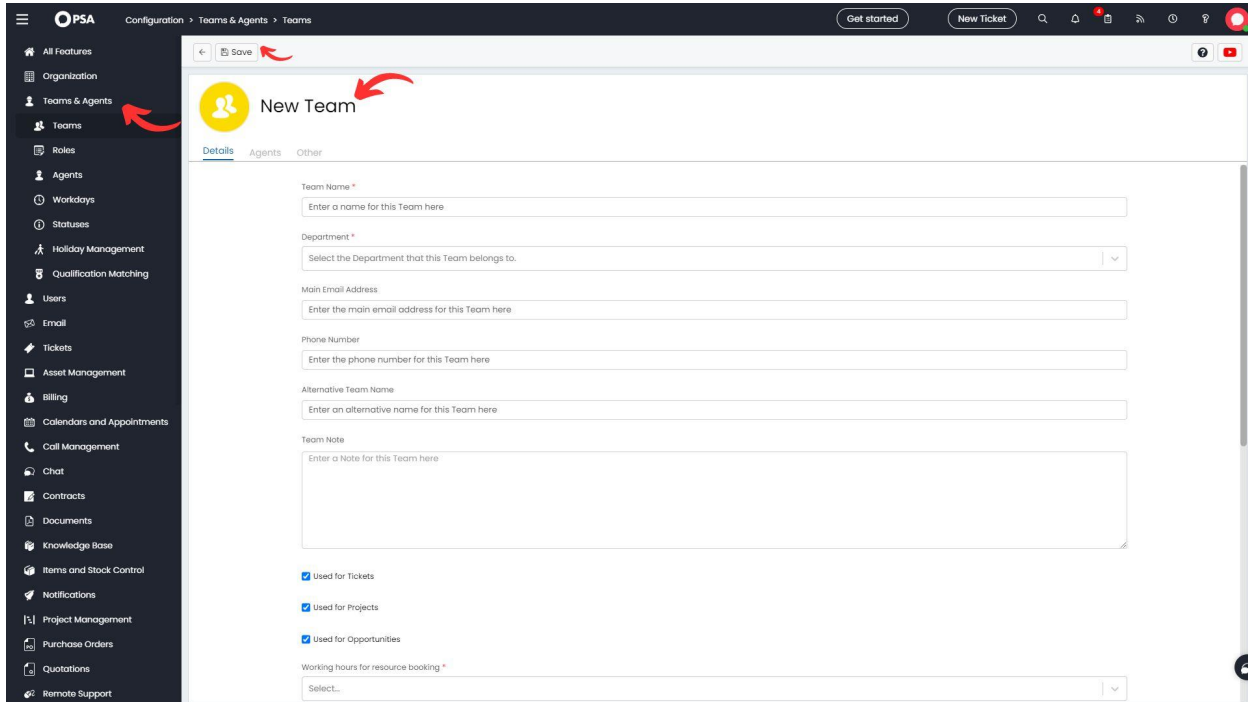 PSA
Configuration > Teams & Agents > Teams
Get started
New Ticket
4
All Features
Organization
Teams & Agents
Teams
Roles
Agents
Workdays
Statuses
Holiday Management
Qualification Matching
Users
Email
Tickets
Asset Management
Billing
Calendars and Appointments
Call Management
Chat
Contracts
Documents
Knowledge Base
Items and Stock Control
Notifications
Project Management
Purchase Orders
Quotations
Remote Support
Save
New Team
Details Agents Other
Team Name *
Enter a name for this Team here
Department *
Select the Department that this Team belongs to.
Main Email Address
Enter the main email address for this Team here
Phone Number
Enter the phone number for this Team here
Alternative Team Name
Enter an alternative name for this Team here
Team Note
Enter a Note for this Team here
Used for Tickets
Used for Projects
Used for Opportunities
Working hours for resource booking *
Select...